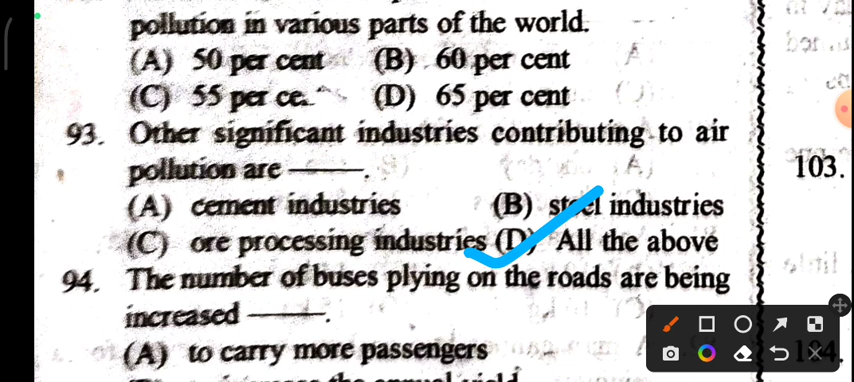 pollution in various parts of the world.
(A) 50 per cent (B) 60 per cent
(C) 55 per (D) 65 per cent
93. Other significant industries contributing to air
pollution are ———.
(A) cement industries (B) steel industries
(C) ore processing industries (D) All the above
94. The number of buses plying on the roads are being
increased ———.
(A) to carry more passengers
103.